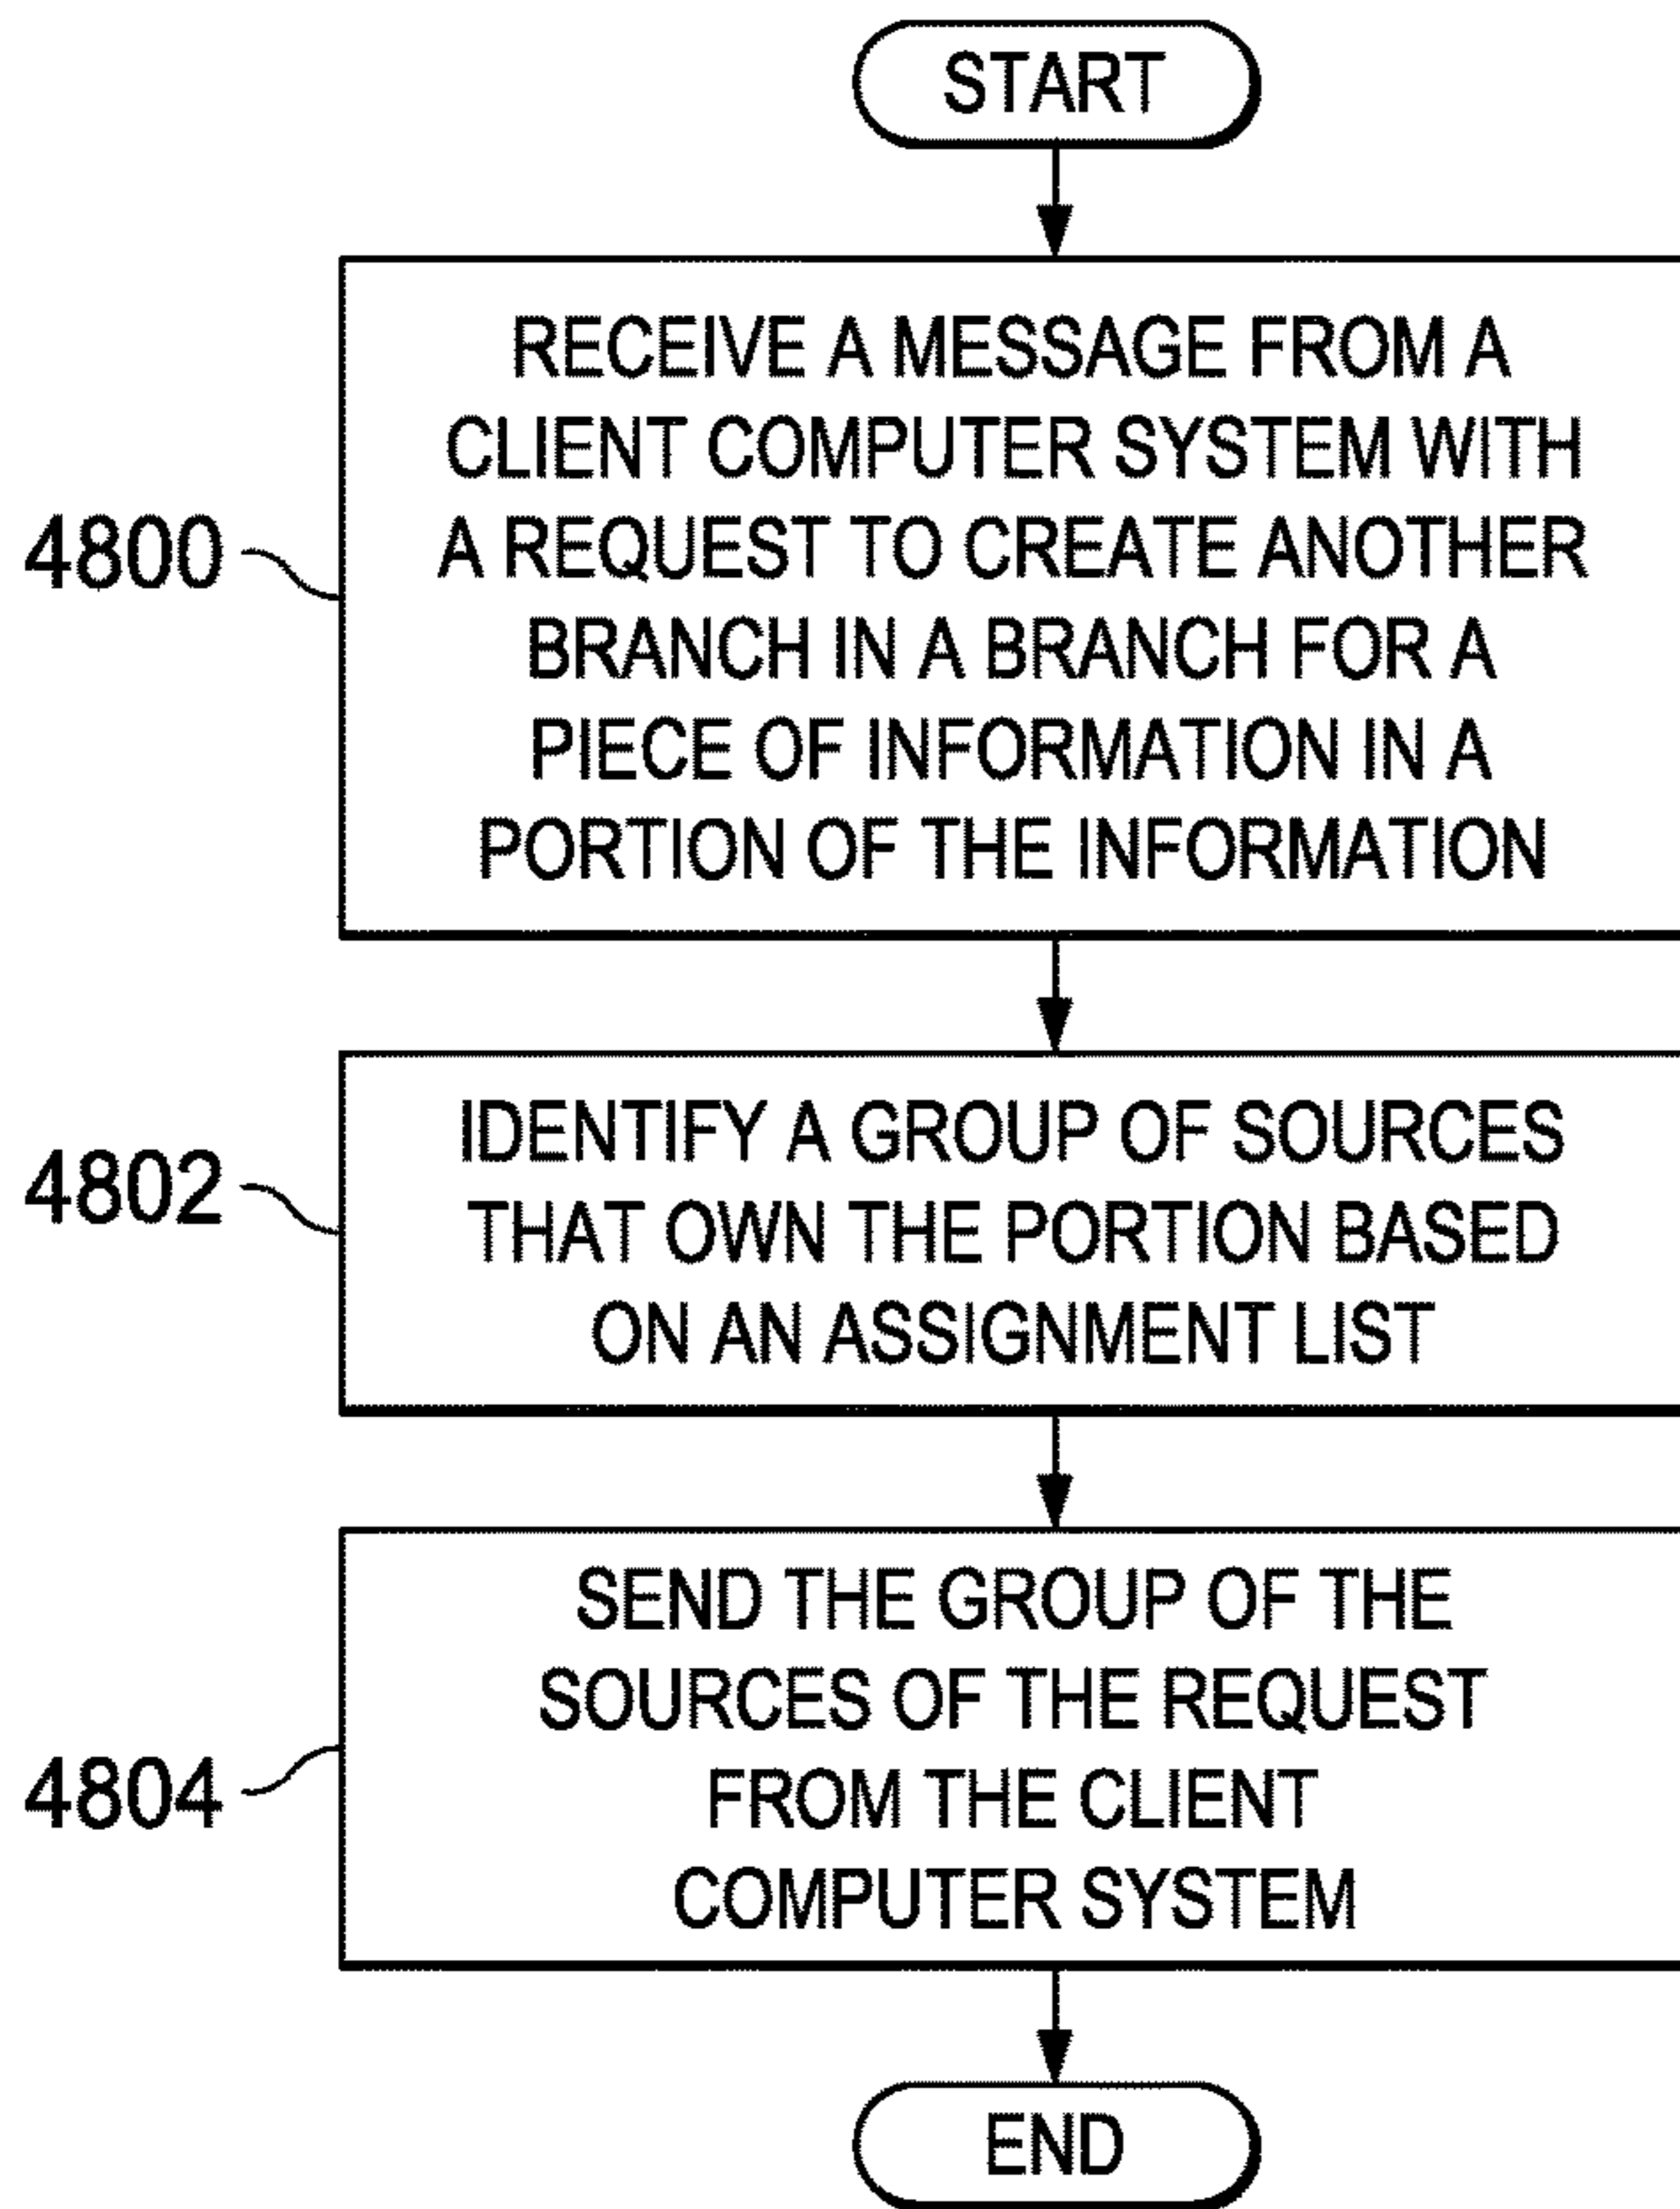 START
RECEIVE A MESSAGE FROM A
CLIENT COMPUTER SYSTEM WITH
A REQUEST TO CREATE ANOTHER
BRANCH IN A BRANCH FOR A
PIECE OF INFORMATION IN A
PORTION OF THE INFORMATION
4800
IDENTIFY A GROUP OF SOURCES
THAT OWN THE PORTION BASED
ON AN ASSIGNMENT LIST
4802
SEND THE GROUP OF THE
SOURCES OF THE REQUEST
FROM THE CLIENT
COMPUTER SYSTEM
4804
END